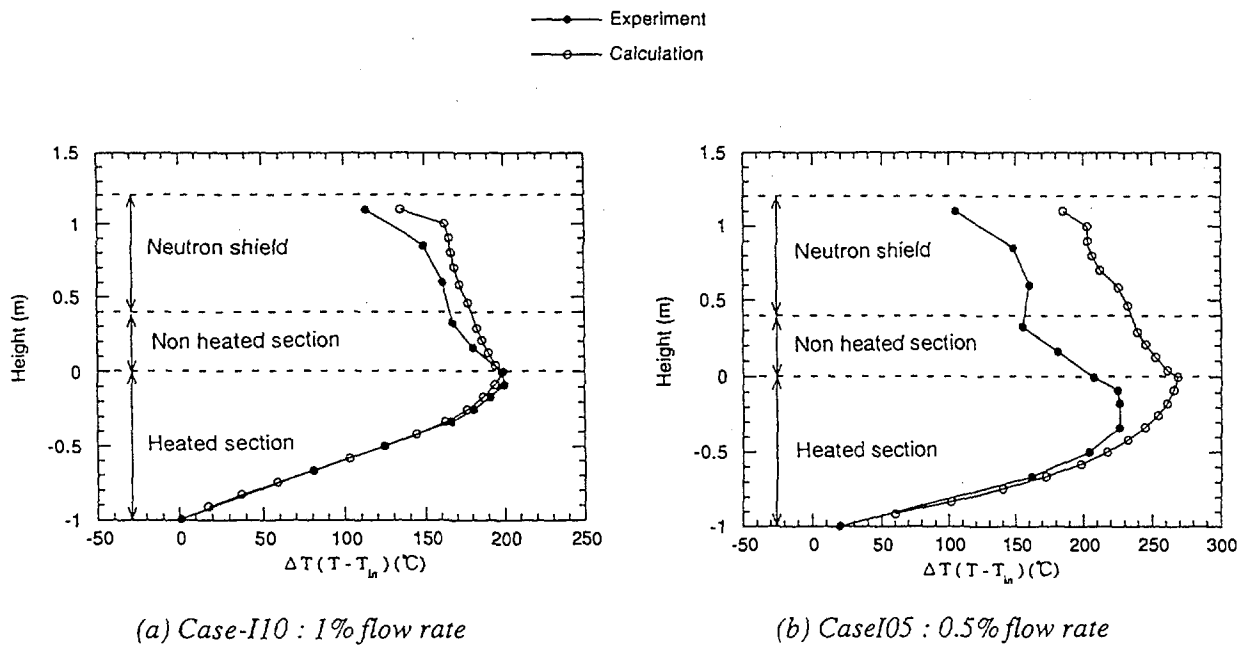 Experiment
Calculation
1.5
1
0.5
0
-0.5
-1
Height (m)
Neutron shield
Non heated section
Heated section
-50 0 50 100 150 200 250
ΔT (T - Tin) (℃)
(a) Case-I10 : 1% flow rate
1.5
1
0.5
0
-0.5
-1
Height (m)
Neutron shield
Non heated section
Heated section
-50 0 50 100 150 200 250 300
ΔT (T - Tin) (℃)
(b) CaseI05 : 0.5% flow rate